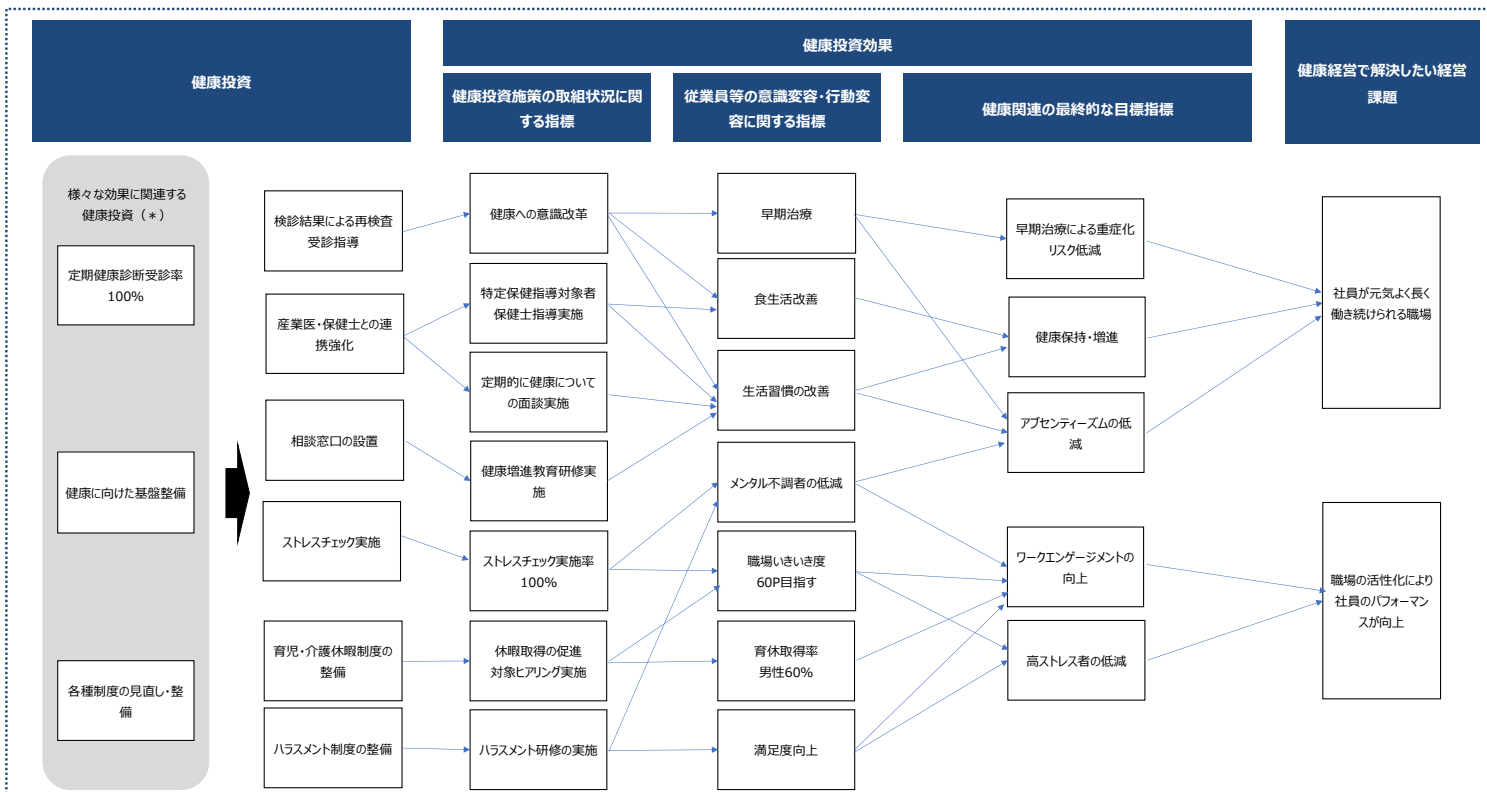 健康投資
健康投資効果
健康経営で解決したい経営
課題
健康投資施策の取組状況に関
する指標
従業員等の意識変容・行動変
容に関する指標
健康関連の最終的な目標指標
様々な効果に関連する
健康投資（＊）
定期健康診断受診率
100%
健康に向けた基盤整備
各種制度の見直し・整
備
検診結果による再検査
受診指導
産業医・保健士との連
携強化
相談窓口の設置
ストレスチェック実施
育児・介護休暇制度の
整備
ハラスメント制度の整備
健康への意識改革
特定保健指導対象者
保健士指導実施
定期的に健康について
の面談実施
健康増進教育研修実
施
ストレスチェック実施率
100%
休暇取得の促進
対象ヒアリング実施
ハラスメント研修の実施
早期治療
食生活改善
生活習慣の改善
メンタル不調者の低減
職場いきいき度
60P目指す
育休取得率
男性60%
満足度向上
早期治療による重症化
リスク低減
健康保持・増進
アブセンティーズムの低
減
ワークエンゲージメントの
向上
高ストレス者の低減
社員が元気よく長く
働き続けられる職場
職場の活性化により
社員のパフォーマン
スが向上